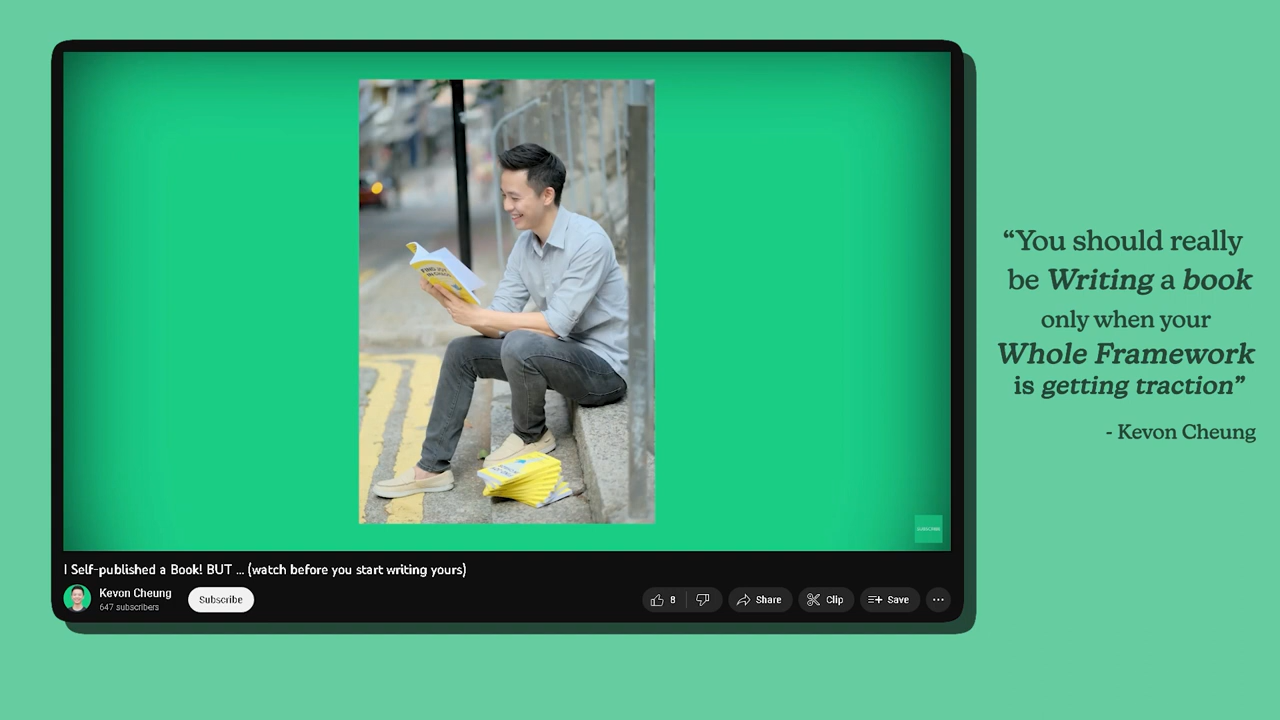 “You should really
be Writing a book
only when your
Whole Framework
is getting traction”
- Kevon Cheung
SUBSCRIBE
I Self-published a Book! BUT ... (watch before you start writing yours)
Kevon Cheung
647 subscribers
Subscribe
8
Share
Clip
Save